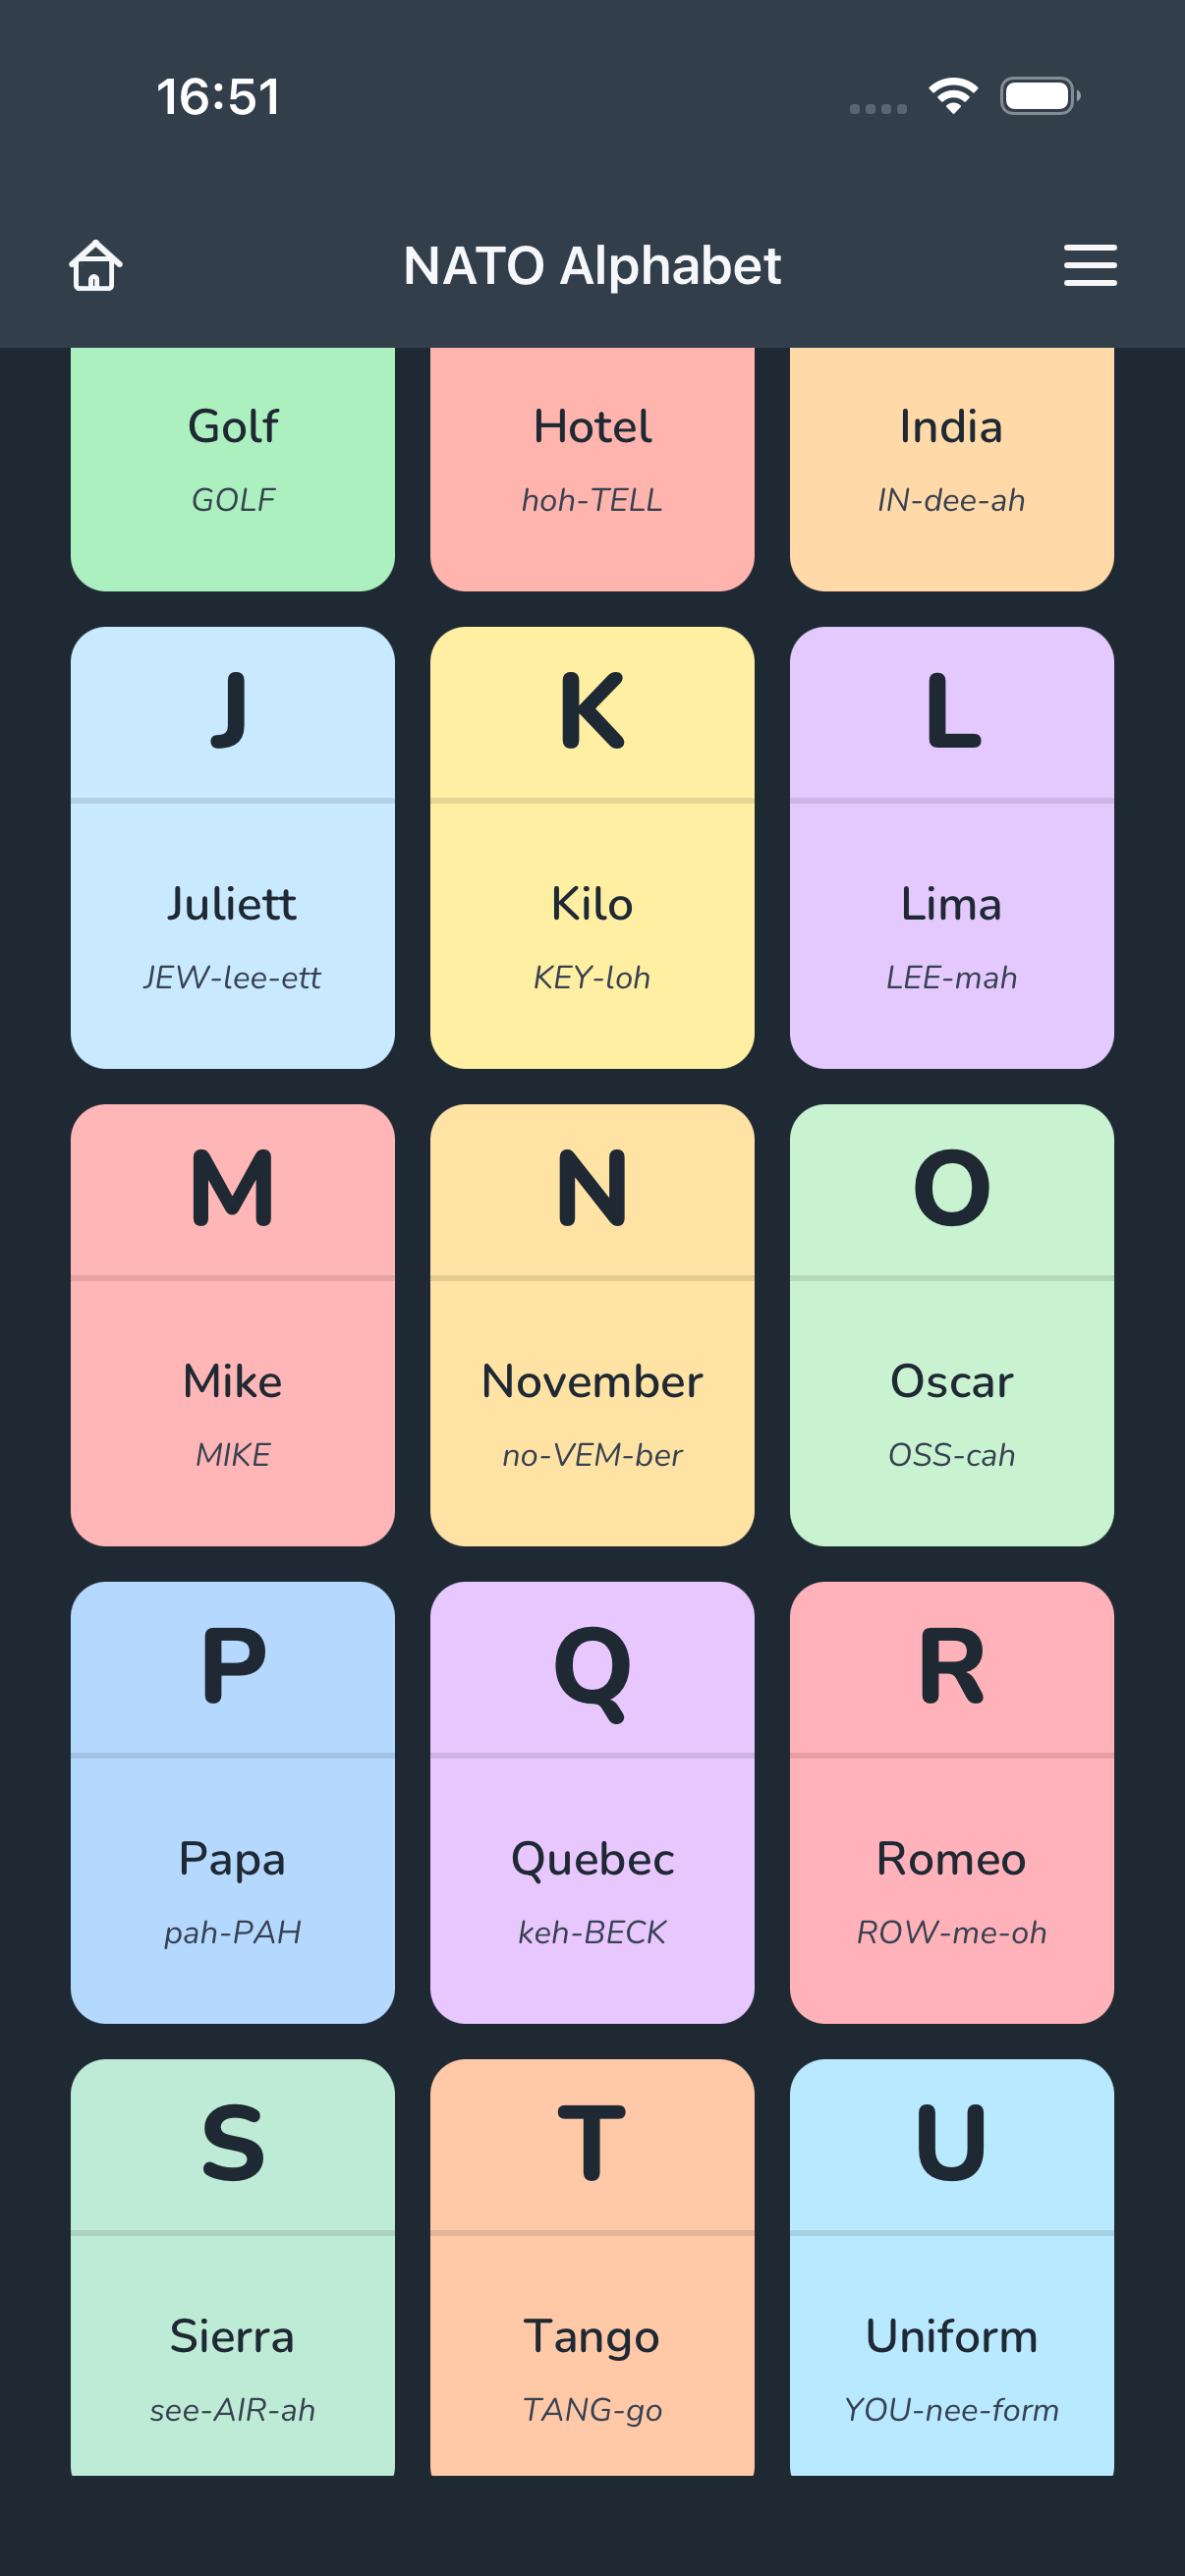 16:51
NATO Alphabet
Golf Hotel India
GOLF hoh-TELL IN-dee-ah
J K L
Juliett Kilo Lima
JEW-lee-ett KEY-loh LEE-mah
M N O
Mike November Oscar
MIKE no-VEM-ber OSS-cah
P Q R
Papa Quebec Romeo
pah-PAH keh-BECK ROW-me-oh
S T U
Sierra Tango Uniform
see-AIR-ah TANG-go YOU-nee-form